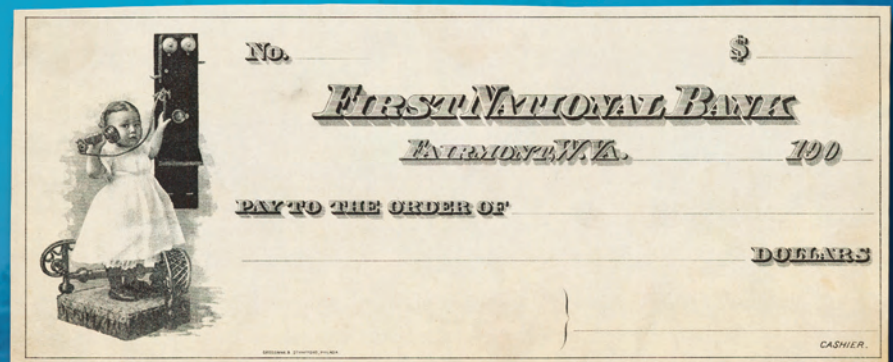 No. $
FIRST NATIONAL BANK
FAIRMONT, W. VA. 190
PAY TO THE ORDER OF
DOLLARS
CASHIER.